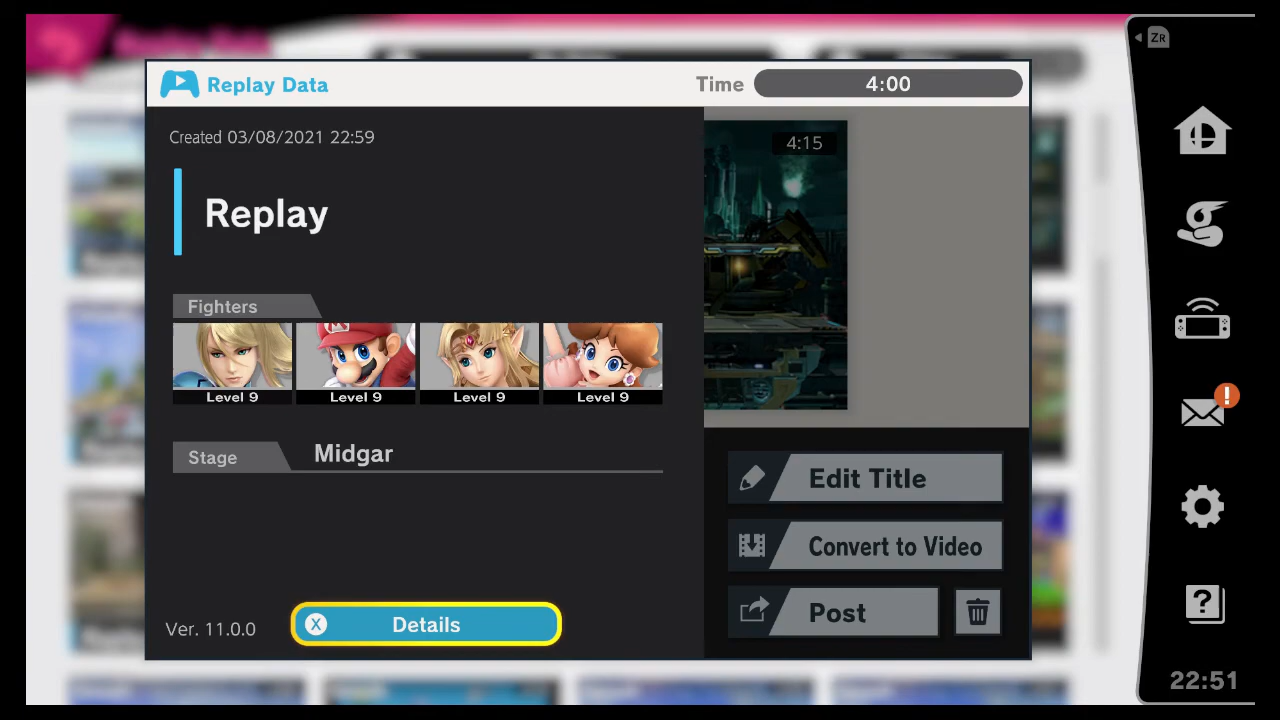 ZR
Replay Data
Time 4:00
Created 03/08/2021 22:59
4:15
Replay
Fighters
Level 9 Level 9 Level 9 Level 9
Stage Midgar
Edit Title
Convert to Video
Post
Ver. 11.0.0
X Details
22:51